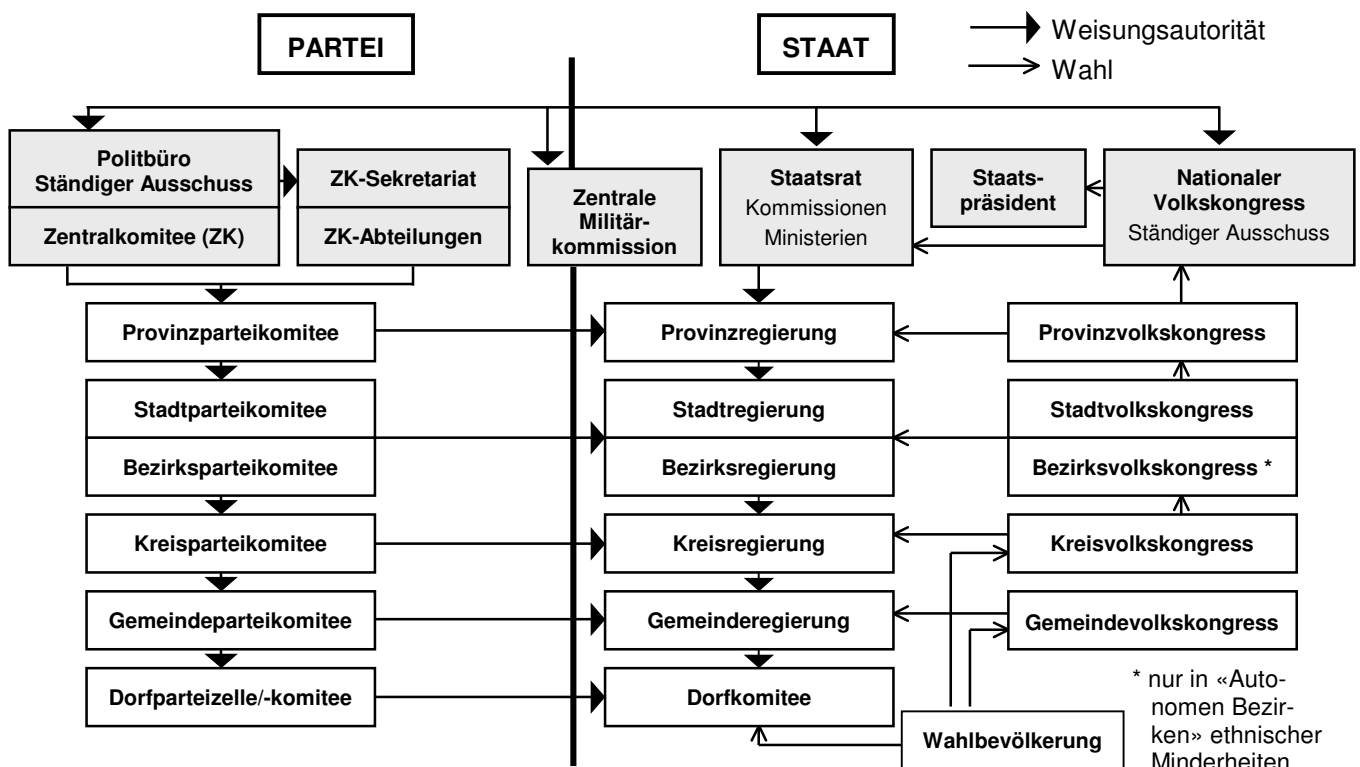 PARTEI
STAAT
Weisungsautorität
Wahl
Politbüro
Ständiger Ausschuss
Zentralkomitee (ZK)
ZK-Sekretariat
ZK-Abteilungen
Zentrale
Militär-
kommission
Staatsrat
Kommissionen
Ministerien
Staats-
präsident
Nationaler
Volkskongress
Ständiger Ausschuss
Provinzparteikomitee
Provinzregierung
Provinzvolkskongress
Stadtparteikomitee
Stadtregierung
Stadtvolkskongress
Bezirksparteikomitee
Bezirksregierung
Bezirksvolkskongress *
Kreisparteikomitee
Kreisregierung
Kreisvolkskongress
Gemeindeparteikomitee
Gemeinderegierung
Gemeindevolkskongress
Dorfparteizelle/-komitee
Dorfkomitee
Wahlbevölkerung
* nur in «Auto-
nomen Bezir-
ken» ethnischer
Minderheiten